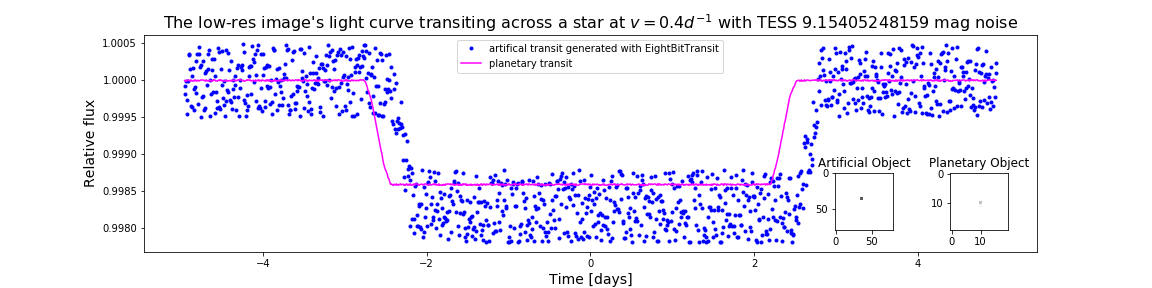 The low-res image's light curve transiting across a star at v = 0.4d⁻¹ with TESS 9.15405248159 mag noise
artifical transit generated with EightBitTransit
planetary transit
Relative flux
1.0005
1.0000
0.9995
0.9990
0.9985
0.9980
Artificial Object
0
50
0 50
Planetary Object
0
10
0 10
−4 −2 0 2 4
Time [days]